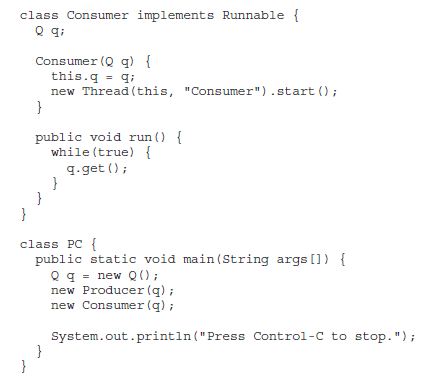 class Consumer implements Runnable {
  Q q;

  Consumer(Q q) {
    this.q = q;
    new Thread(this, "Consumer").start();
  }

  public void run() {
    while(true) {
      q.get();
    }
  }
}

class PC {
  public static void main(String args[]) {
    Q q = new Q();
    new Producer(q);
    new Consumer(q);

    System.out.println("Press Control-C to stop.");
  }
}